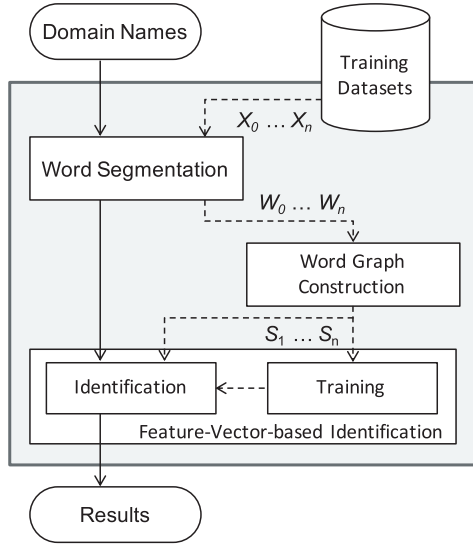 Domain Names
Training
Datasets
X0 … Xn
Word Segmentation
W0 … Wn
Word Graph
Construction
S1 … Sn
Identification
Training
Feature-Vector-based Identification
Results